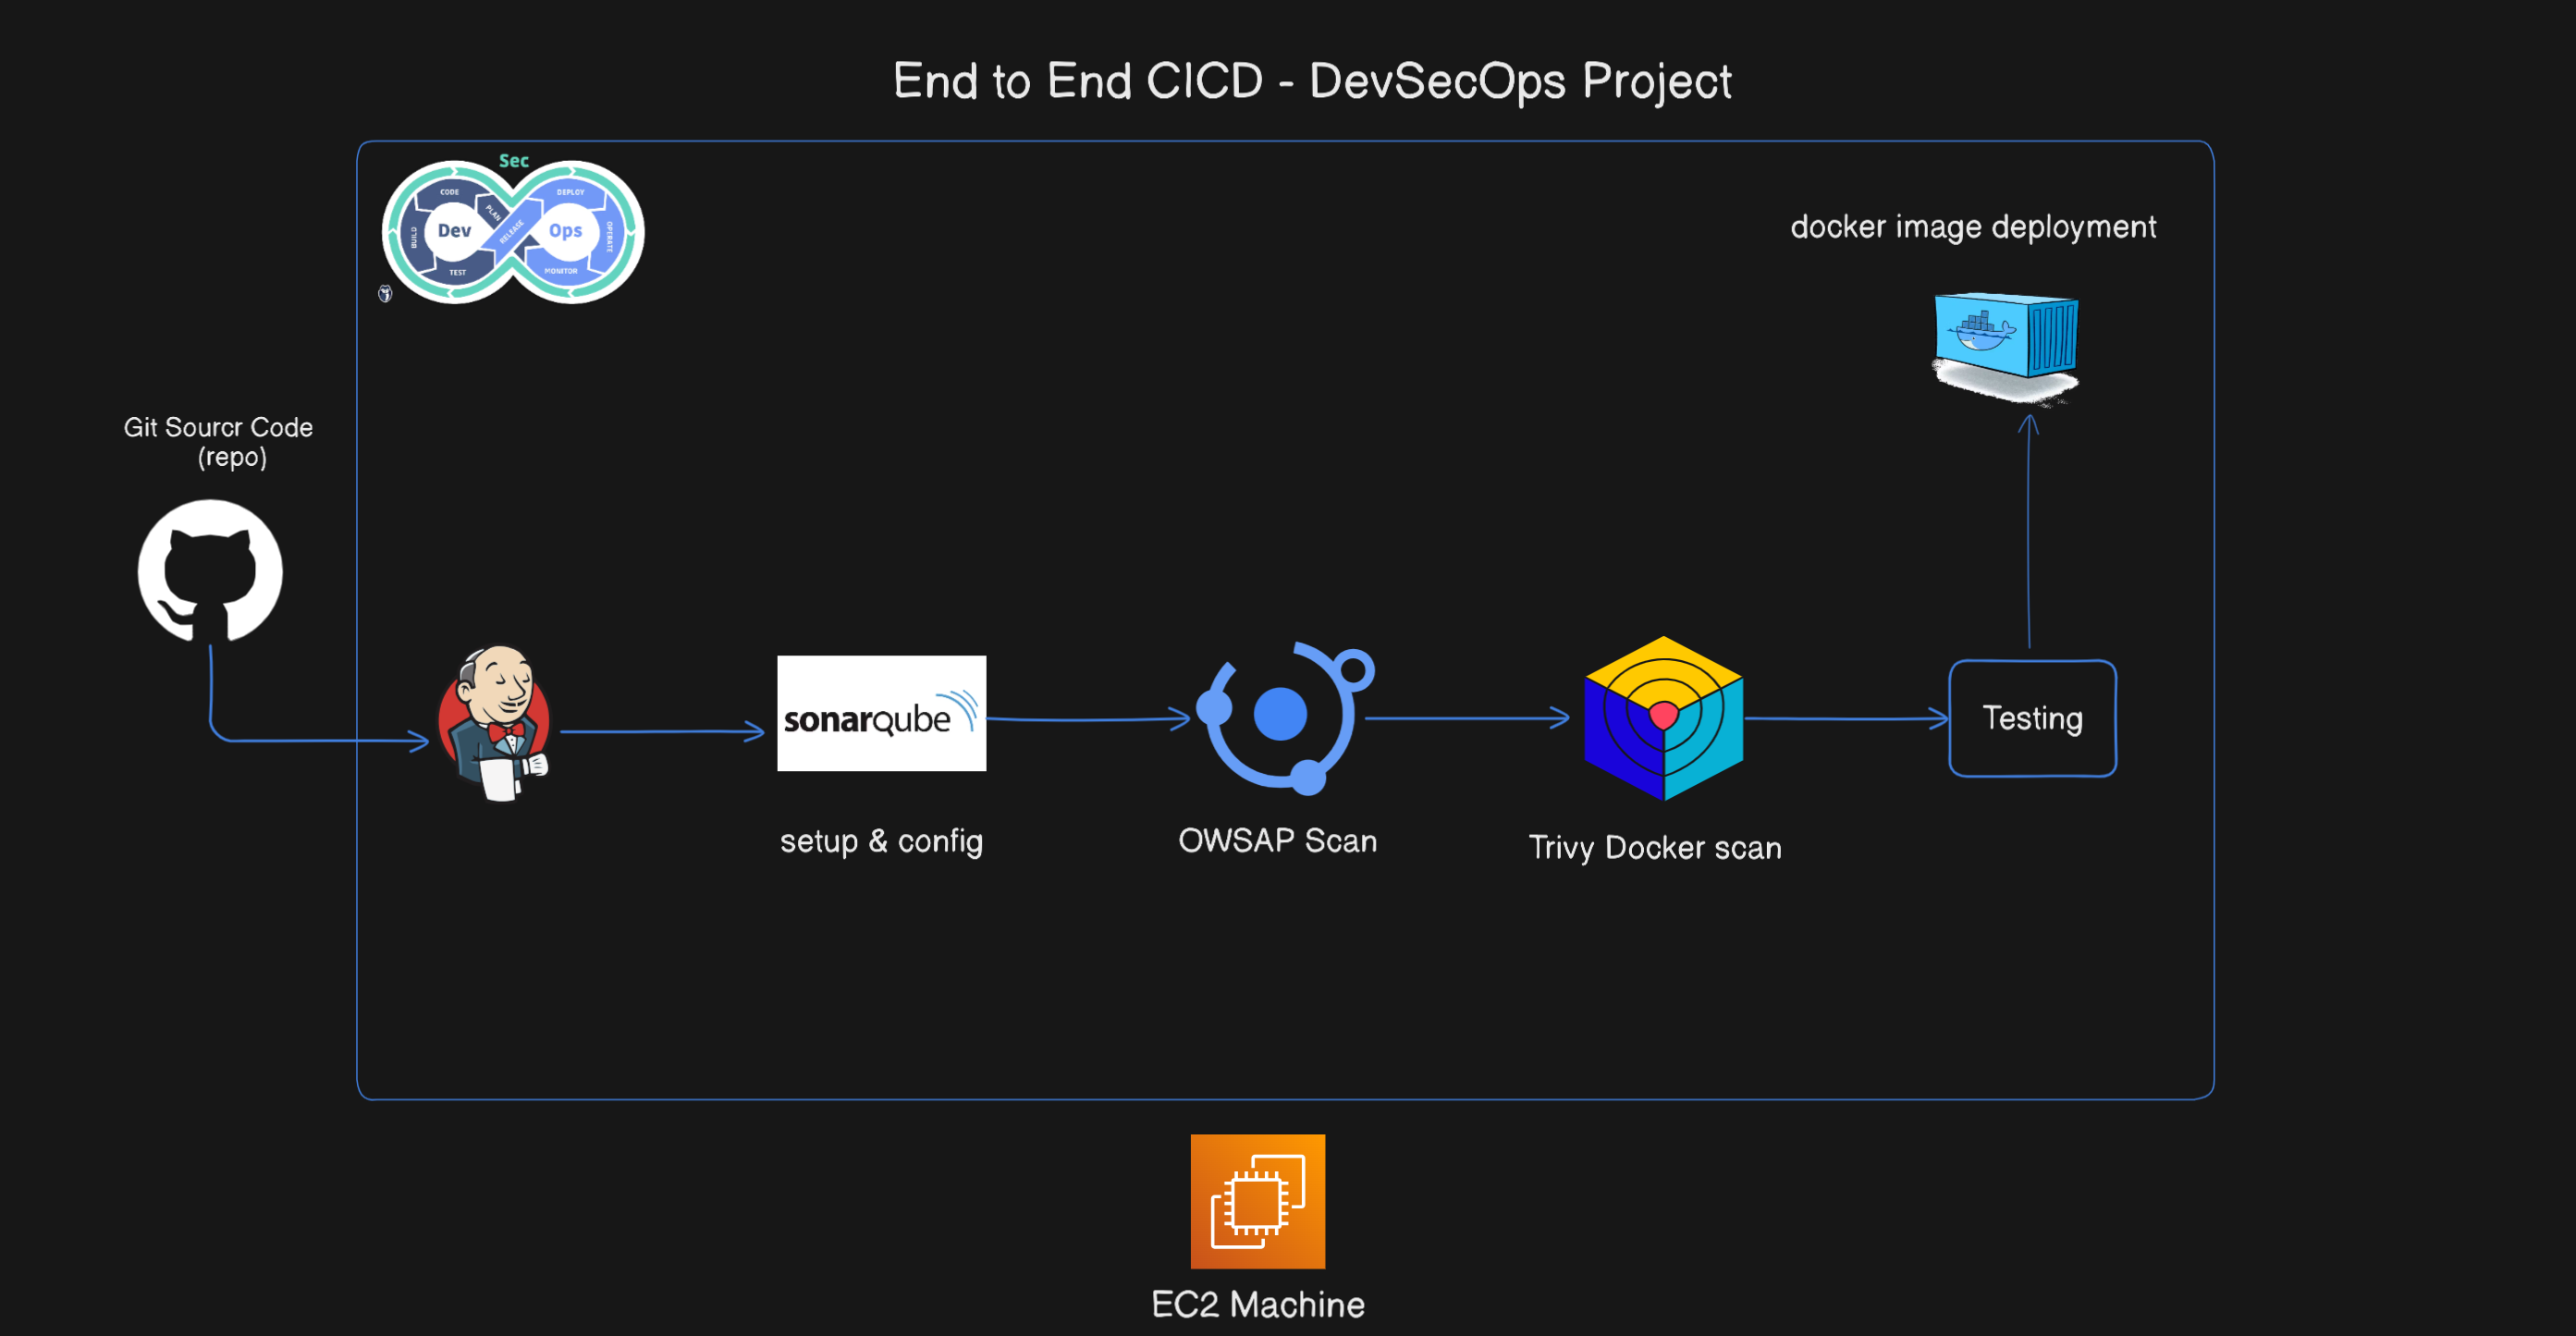 End to End CICD - DevSecOps Project
Sec
CODE
DEPLOY
PLAN
Dev
RELEASE
Ops
BUILD
OPERATE
TEST
MONITOR
docker image deployment
Git Sourcr Code
(repo)
sonarqube
Testing
setup & config
OWSAP Scan
Trivy Docker scan
EC2 Machine